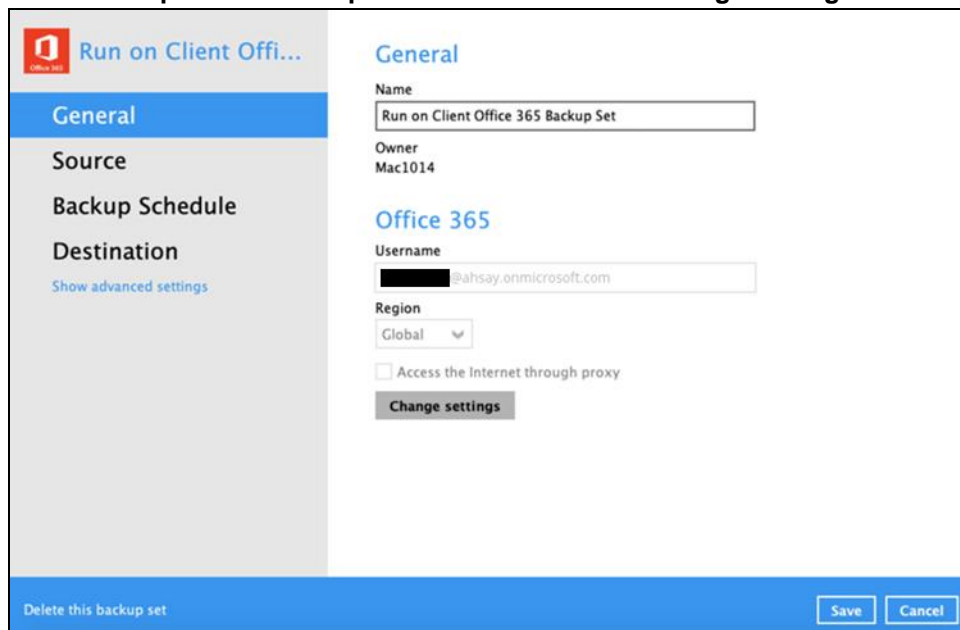 Run on Client Offi...
Office 365
General
Source
Backup Schedule
Destination
Show advanced settings
General
Name
Run on Client Office 365 Backup Set
Owner
Mac1014
Office 365
Username
@ahsay.onmicrosoft.com
Region
Global
Access the Internet through proxy
Change settings
Delete this backup set
Save
Cancel